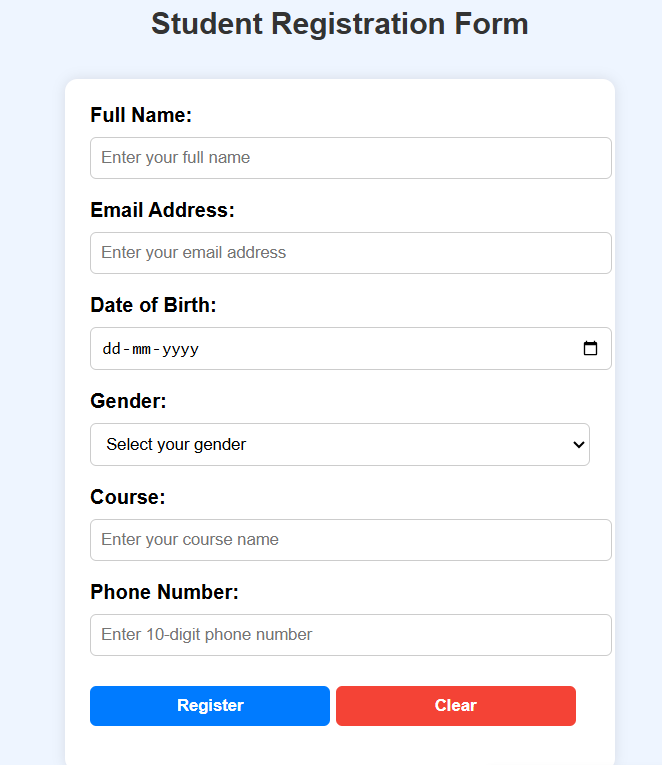 Student Registration Form
Full Name:
Enter your full name
Email Address:
Enter your email address
Date of Birth:
dd-mm-yyyy
Gender:
Select your gender
Course:
Enter your course name
Phone Number:
Enter 10-digit phone number
Register Clear